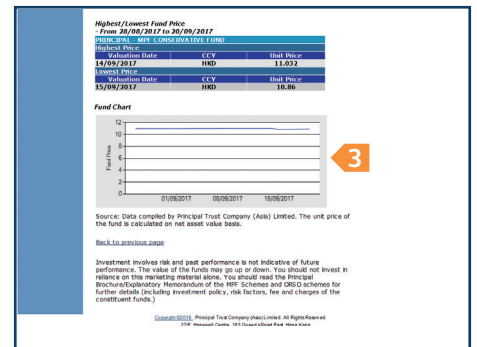 Highest/Lowest Fund Price
- From 28/08/2017 to 20/09/2017
PRINCIPAL - MPF CONSERVATIVE FUND
Highest Price
Valuation Date CCY Unit Price
14/09/2017 HKD 11.032
Lowest Price
Valuation Date CCY Unit Price
15/09/2017 HKD 10.86
Fund Chart
12
10
8
6
4
2
0
Fund Price
01/09/2017 08/09/2017 15/09/2017
3
Source: Data compiled by Principal Trust Company (Asia) Limited. The unit price of
the fund is calculated on net asset value basis.
Back to previous page
Investment involves risk and past performance is not indicative of future
performance. The value of the funds may go up or down. You should not invest in
reliance on this marketing material alone. You should read the Principal
Brochure/Explanatory Memorandum of the MPF Schemes and ORSO schemes for
further details (including investment policy, risk factors, fee and charges of the
constituent funds.)
Copyright ©2016 , Principal Trust Company (Asia) Limited. All Rights Reserved.